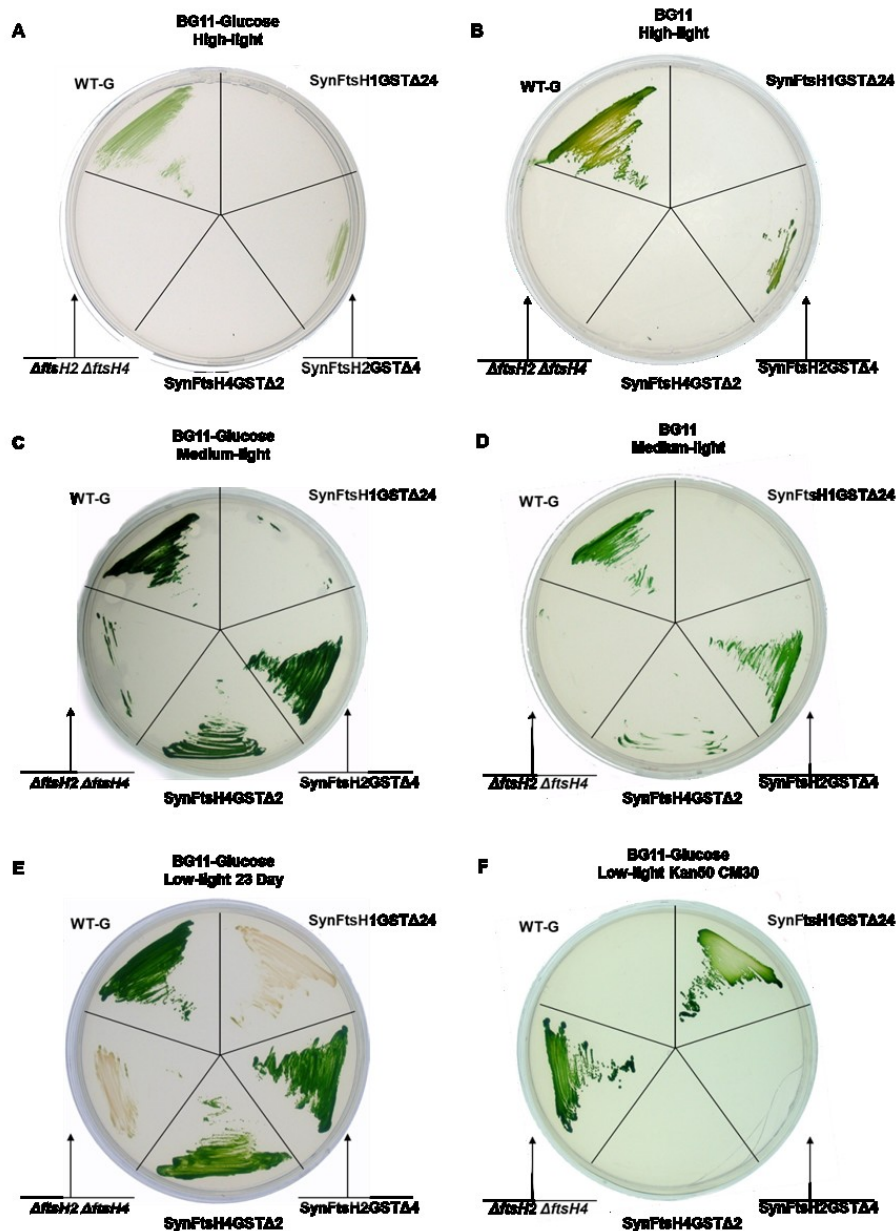 A
BG11-Glucose
High-light
WT-G
SynFtsH1GSTΔ24
ΔftsH2 ΔftsH4
SynFtsH4GSTΔ2
SynFtsH2GSTΔ4
B
BG11
High-light
WT-G
SynFtsH1GSTΔ24
ΔftsH2 ΔftsH4
SynFtsH4GSTΔ2
SynFtsH2GSTΔ4
C
BG11-Glucose
Medium-light
WT-G
SynFtsH1GSTΔ24
ΔftsH2 ΔftsH4
SynFtsH4GSTΔ2
SynFtsH2GSTΔ4
D
BG11
Medium-light
WT-G
SynFtsH1GSTΔ24
ΔftsH2 ΔftsH4
SynFtsH4GSTΔ2
SynFtsH2GSTΔ4
E
BG11-Glucose
Low-light 23 Day
WT-G
SynFtsH1GSTΔ24
ΔftsH2 ΔftsH4
SynFtsH4GSTΔ2
SynFtsH2GSTΔ4
F
BG11-Glucose
Low-light Kan50 CM30
SynFtsH1GSTΔ24
ΔftsH2 ΔftsH4
SynFtsH4GSTΔ2
SynFtsH2GSTΔ4